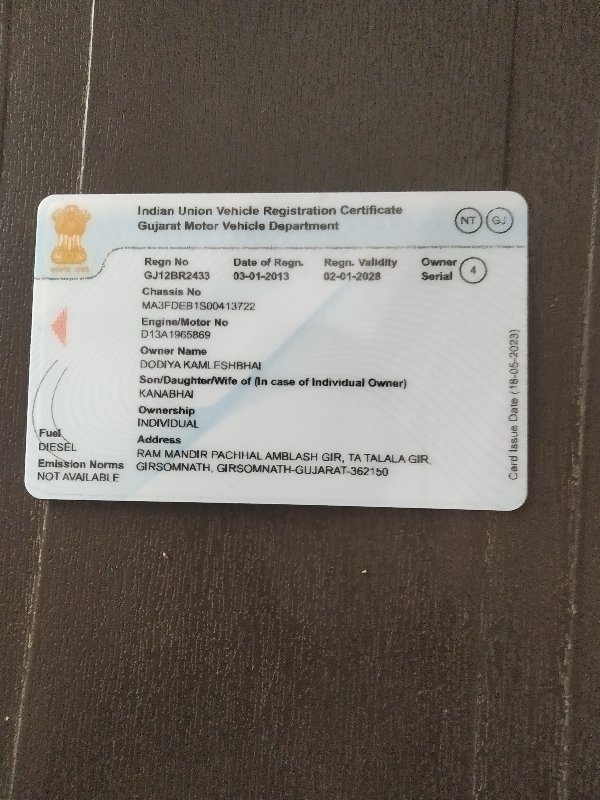 Indian Union Vehicle Registration Certificate
Gujarat Motor Vehicle Department
NT GJ
Regn No Date of Regn. Regn. Validity Owner Serial 4
GJ12BR2433 03-01-2013 02-01-2028
Chassis No
MA3FDEB1S00413722
Engine/Motor No
D13A1965869
Owner Name
DODIYA KAMLESHBHAI
Son/Daughter/Wife of (In case of Individual Owner)
KANABHAI
Ownership
INDIVIDUAL
Address
RAM MANDIR PACHHAL AMBLASH GIR, TA TALALA GIR,
GIRSOMNATH, GIRSOMNATH-GUJARAT-362150
Fuel
DIESEL
Emission Norms
NOT AVAILABLE
Card Issue Date (18-05-2023)